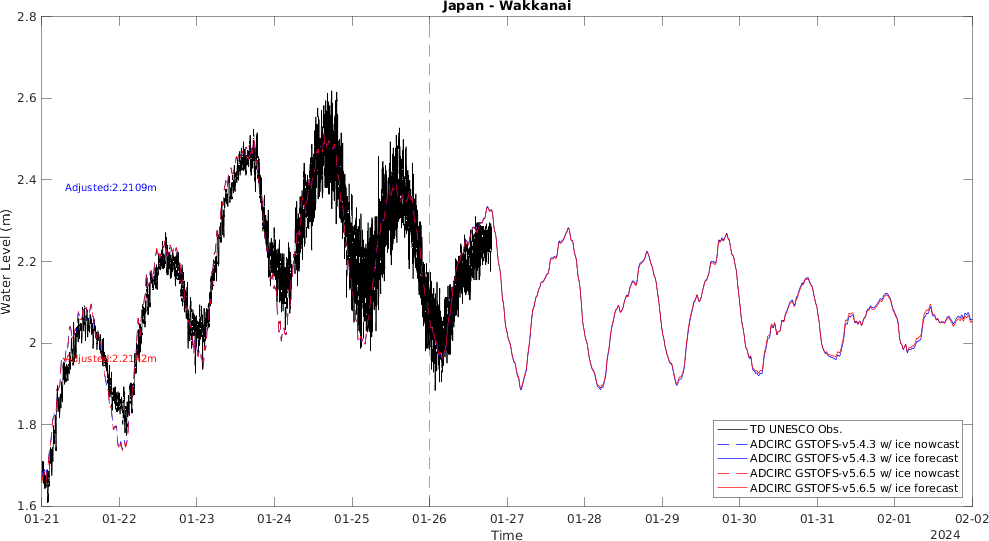 Japan - Wakkanai
2.8
2.6
2.4
2.2
2
1.8
1.6
Water Level (m)
Adjusted:2.2109m
TD UNESCO Obs.
ADCIRC GSTOFS-v5.4.3 w/ ice nowcast
ADCIRC GSTOFS-v5.4.3 w/ ice forecast
ADCIRC GSTOFS-v5.6.5 w/ ice nowcast
ADCIRC GSTOFS-v5.6.5 w/ ice forecast
01-21 01-22 01-23 01-24 01-25 01-26 01-27 01-28 01-29 01-30 01-31 02-01 02-02
Time
2024